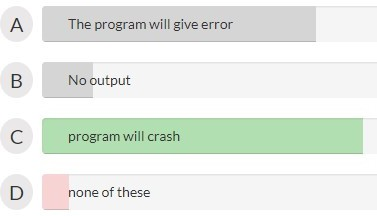 A The program will give error
B No output
C program will crash
D none of these